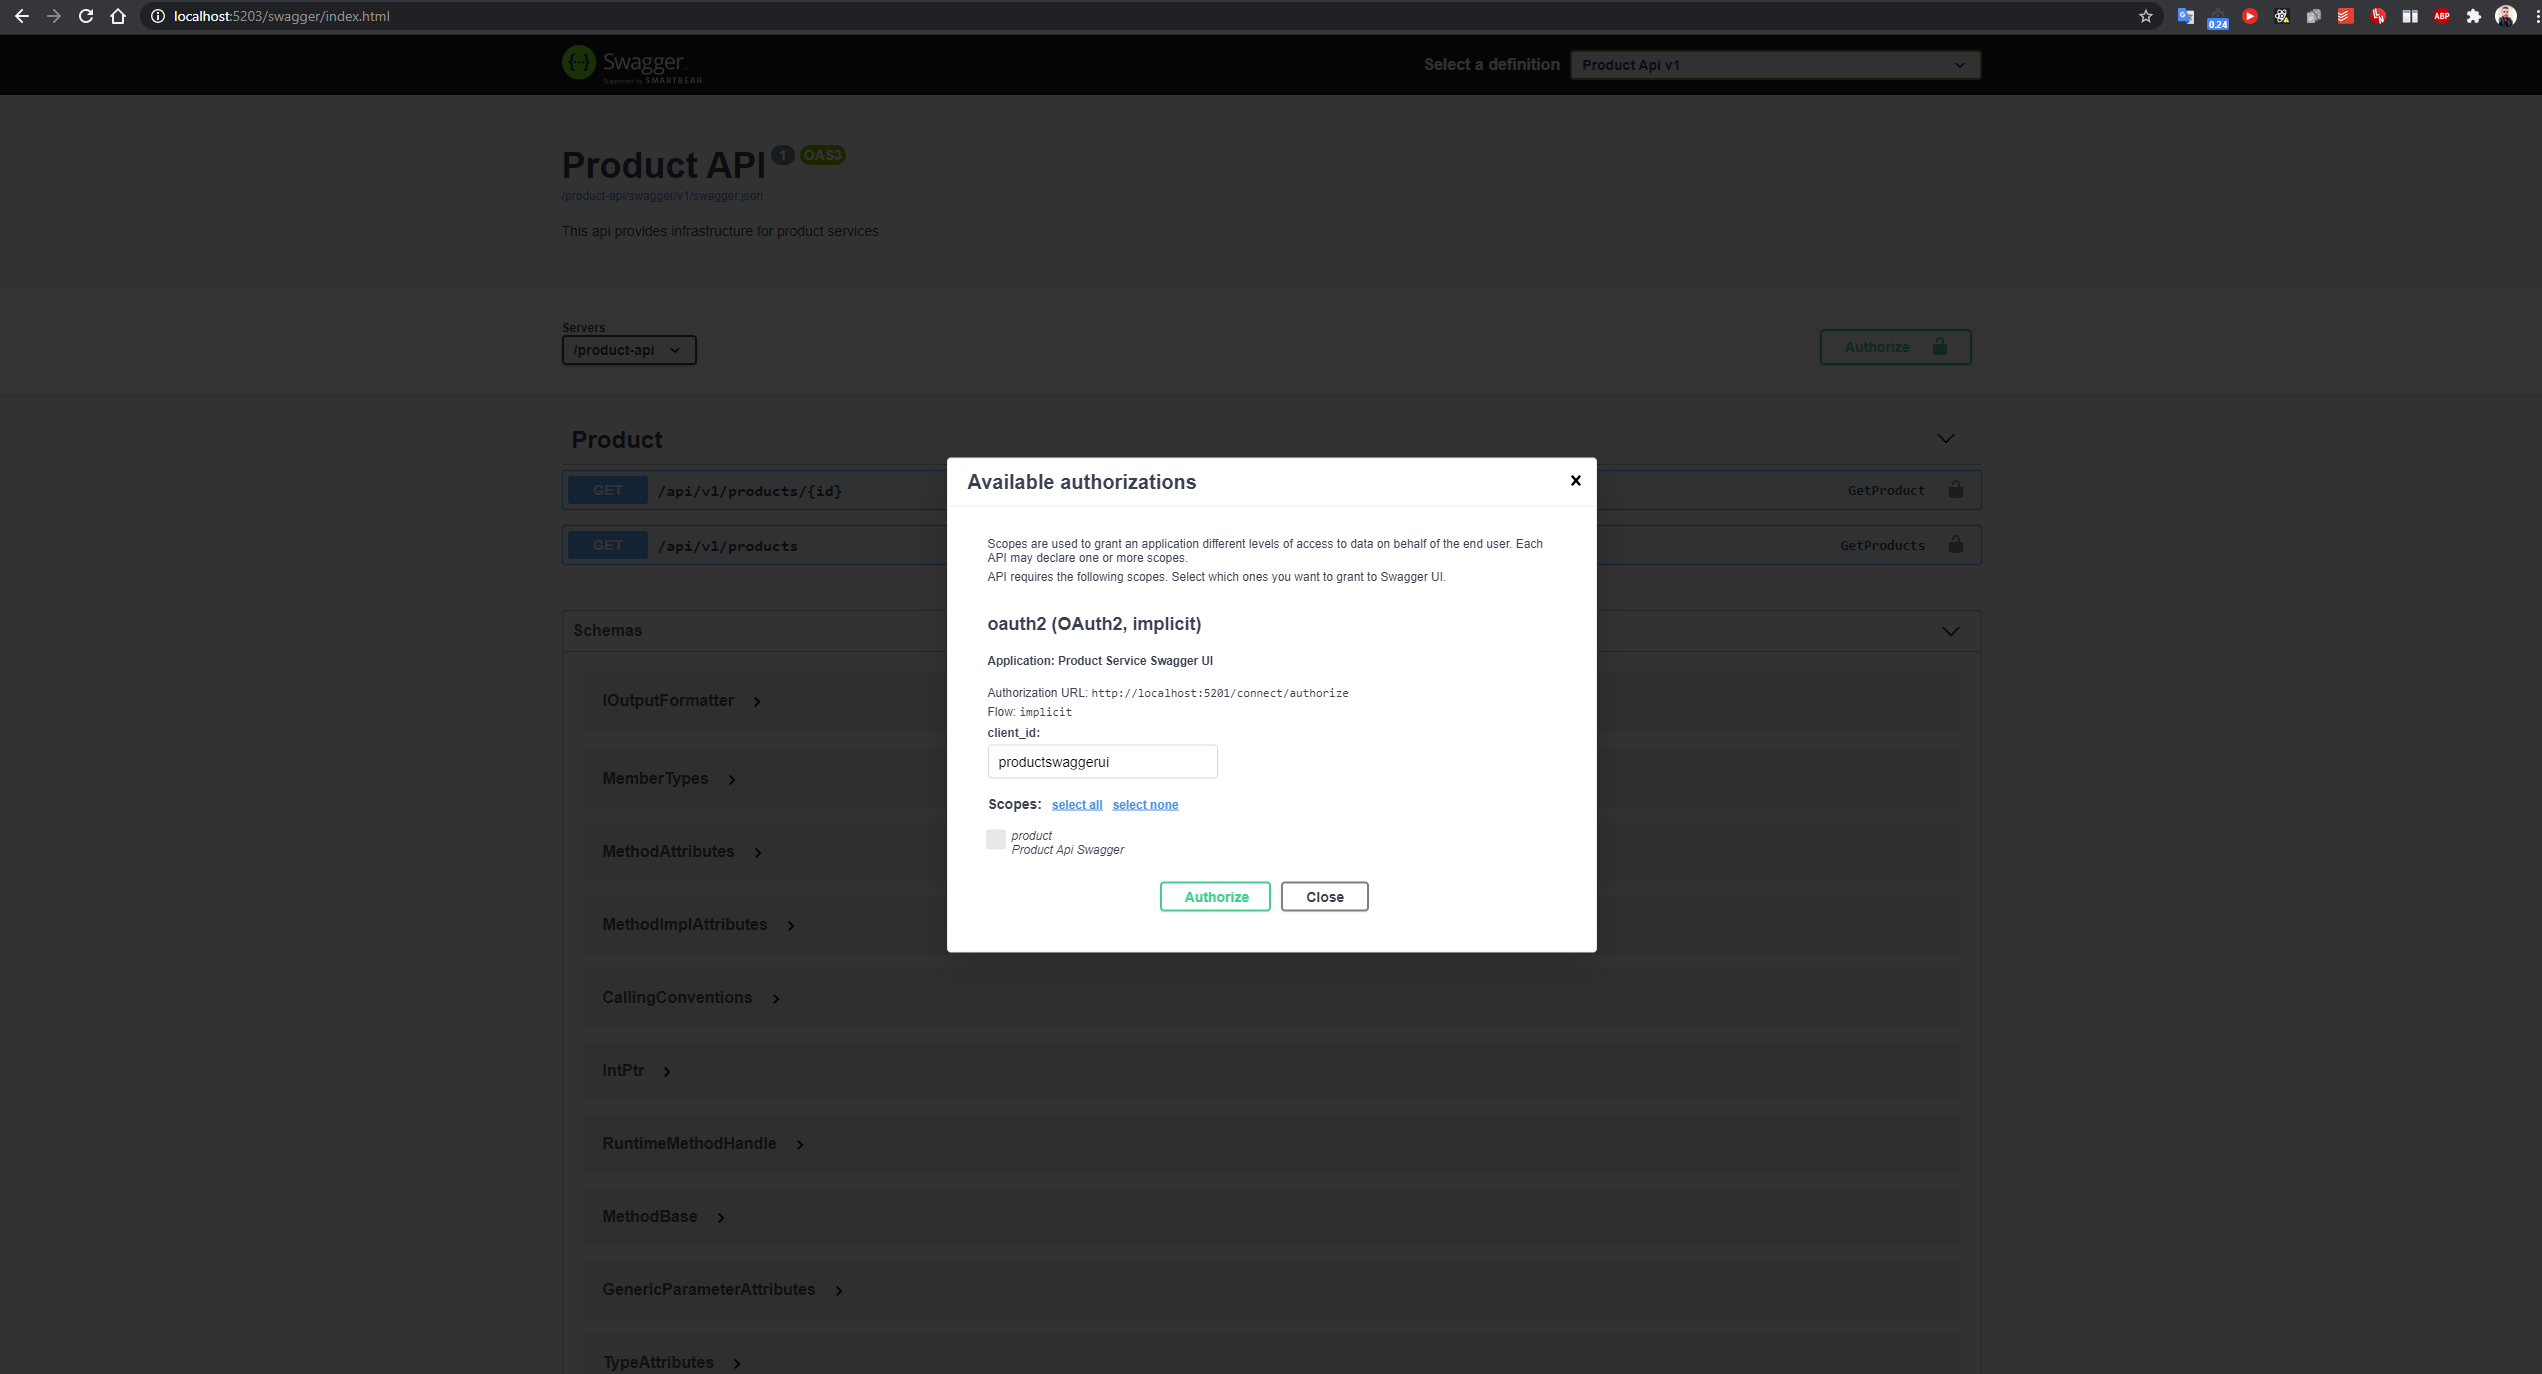 localhost:5203/swagger/index.html
0.24
ABP
Swagger
Supported by SMARTBEAR
Select a definition
Product Api v1
Product API 1 OAS3
/product-api/swagger/v1/swagger.json
This api provides infrastructure for product services
Servers
/product-api
Authorize
Product
GET /api/v1/products/{id} GetProduct
GET /api/v1/products GetProducts
Available authorizations
Scopes are used to grant an application different levels of access to data on behalf of the end user. Each
API may declare one or more scopes.
API requires the following scopes. Select which ones you want to grant to Swagger UI.
oauth2 (OAuth2, implicit)
Application: Product Service Swagger UI
Authorization URL: http://localhost:5201/connect/authorize
Flow: implicit
client_id:
productswaggerui
Scopes: select all select none
product
Product Api Swagger
Authorize Close
Schemas
IOutputFormatter
MemberTypes
MethodAttributes
MethodImplAttributes
CallingConventions
IntPtr
RuntimeMethodHandle
MethodBase
GenericParameterAttributes
TypeAttributes